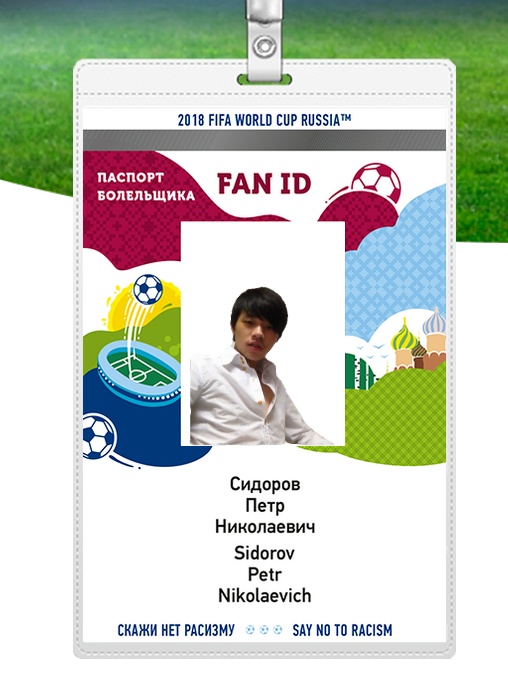 2018 FIFA WORLD CUP RUSSIA™
ПАСПОРТ
БОЛЕЛЬЩИКА
FAN ID
Сидоров
Петр
Николаевич
Sidorov
Petr
Nikolaevich
СКАЖИ НЕТ РАСИЗМУ SAY NO TO RACISM